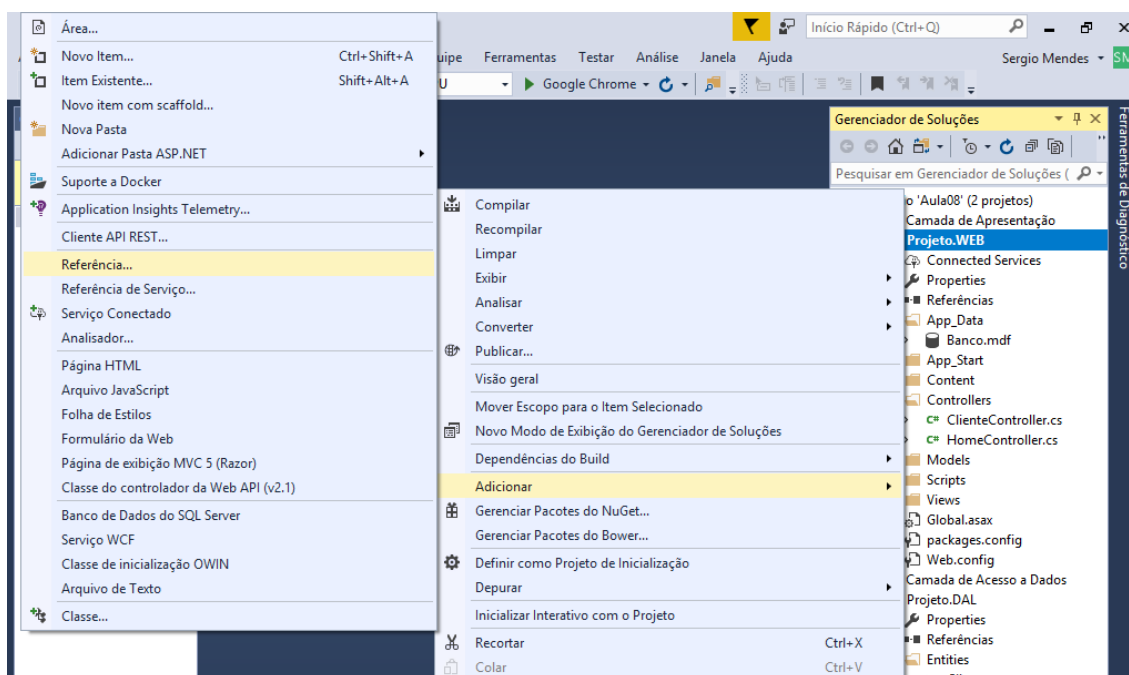 Área...
Novo Item... Ctrl+Shift+A
Item Existente... Shift+Alt+A
Novo item com scaffold...
Nova Pasta
Adicionar Pasta ASP.NET
Suporte a Docker
Application Insights Telemetry...
Cliente API REST...
Referência...
Referência de Serviço...
Serviço Conectado
Analisador...
Página HTML
Arquivo JavaScript
Folha de Estilos
Formulário da Web
Página de exibição MVC 5 (Razor)
Classe do controlador da Web API (v2.1)
Banco de Dados do SQL Server
Serviço WCF
Classe de inicialização OWIN
Arquivo de Texto
Classe...
Início Rápido (Ctrl+Q)
uipe Ferramentas Testar Análise Janela Ajuda
Sergio Mendes SM
U Google Chrome
Compilar
Recompilar
Limpar
Exibir
Analisar
Converter
Publicar...
Visão geral
Mover Escopo para o Item Selecionado
Novo Modo de Exibição do Gerenciador de Soluções
Dependências do Build
Adicionar
Gerenciar Pacotes do NuGet...
Gerenciar Pacotes do Bower...
Definir como Projeto de Inicialização
Depurar
Inicializar Interativo com o Projeto
Recortar Ctrl+X
Colar Ctrl+V
Gerenciador de Soluções
Pesquisar em Gerenciador de Soluções (
o 'Aula08' (2 projetos)
Camada de Apresentação
Projeto.WEB
Connected Services
Properties
Referências
App_Data
Banco.mdf
App_Start
Content
Controllers
C# ClienteController.cs
C# HomeController.cs
Models
Scripts
Views
Global.asax
packages.config
Web.config
Camada de Acesso a Dados
Projeto.DAL
Properties
Referências
Entities
Ferramentas de Diagnóstico